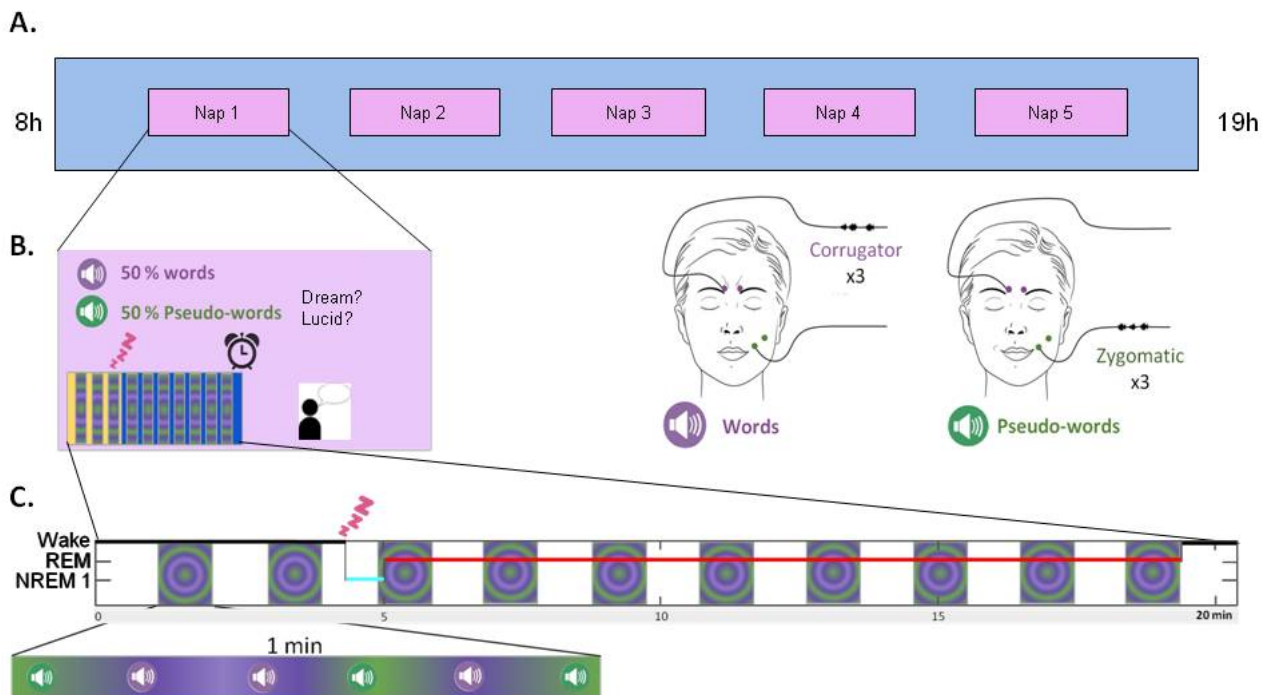 A.
8h
Nap 1
Nap 2
Nap 3
Nap 4
Nap 5
19h
B.
50 % words
50 % Pseudo-words
Dream?
Lucid?
Corrugator
x3
Words
Zygomatic
x3
Pseudo-words
C.
Wake
REM
NREM 1
0 5 10 15 20 min
1 min